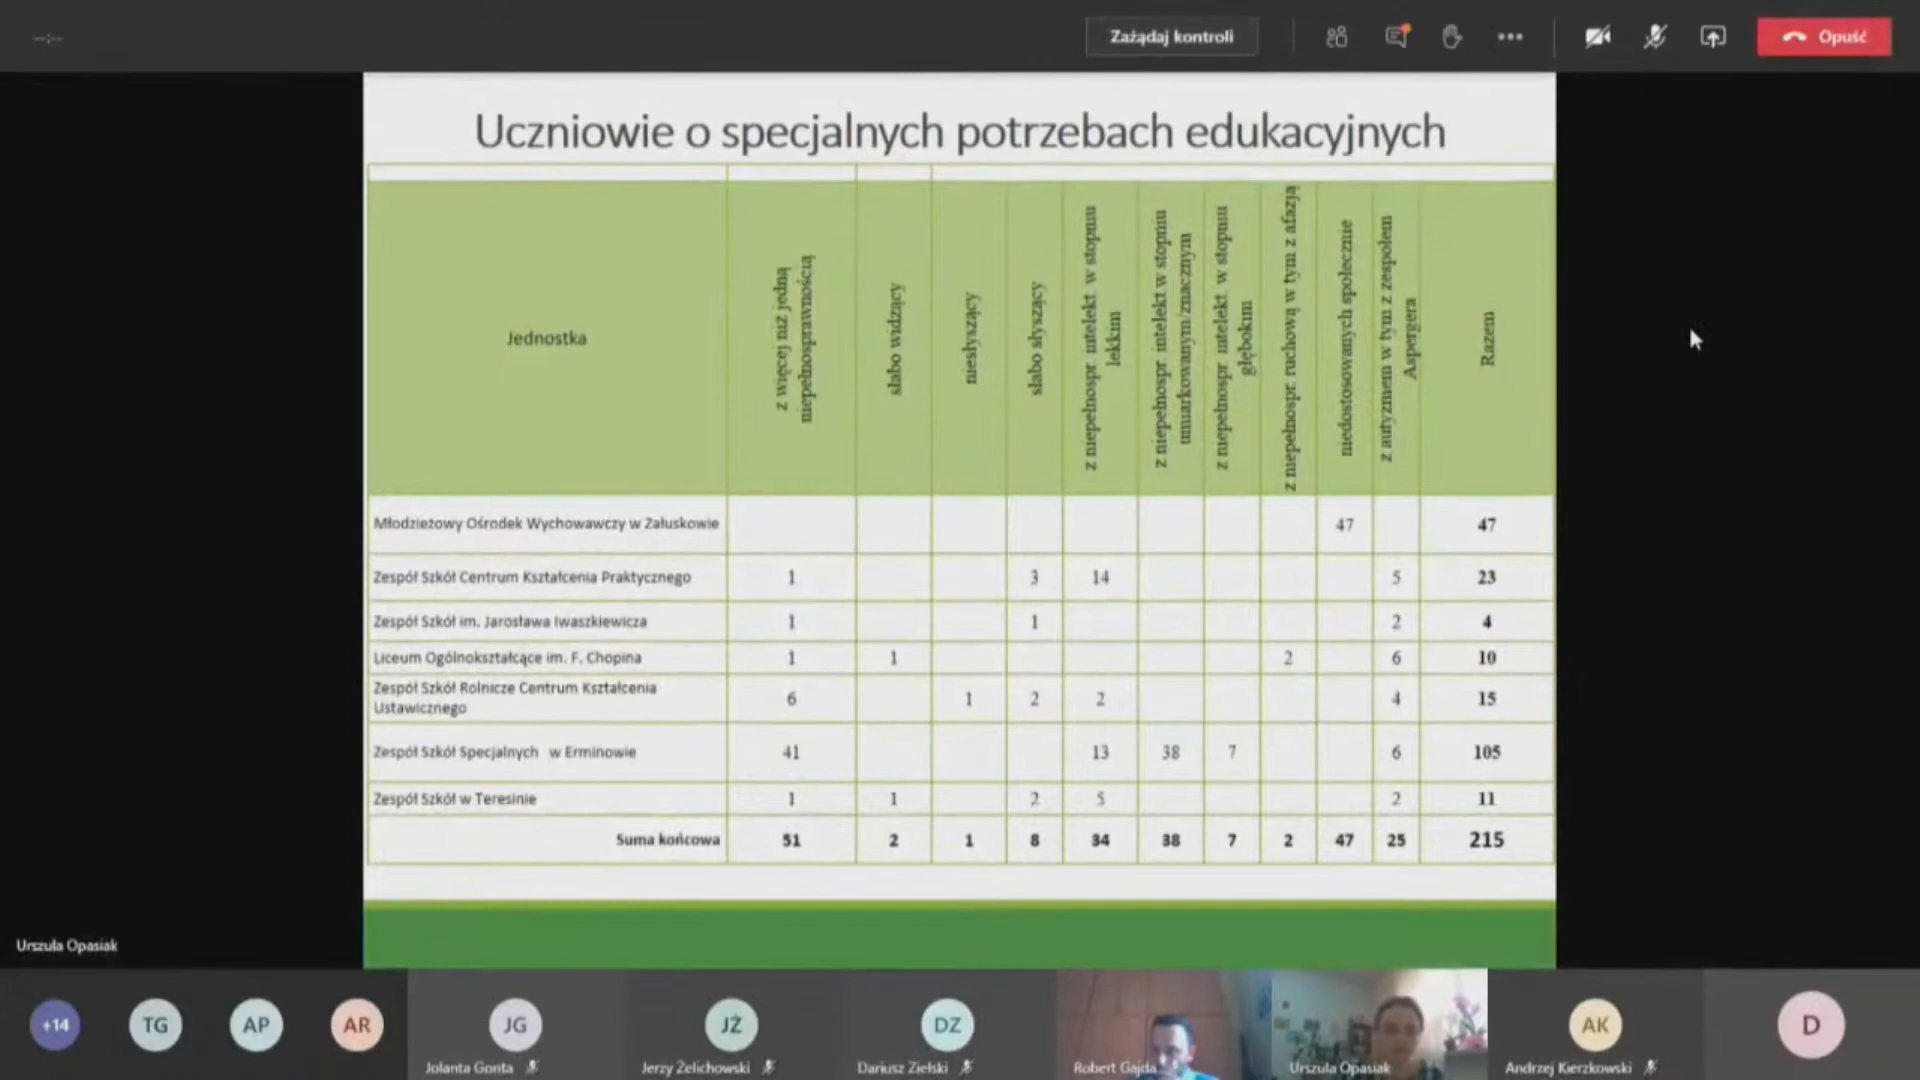 --:--
Zażądaj kontroli
Opuść
Uczniowie o specjalnych potrzebach edukacyjnych
Jednostka
z więcej niż jedną
niepełnosprawnością
słabo widzący
niesłyszący
słabo słyszący
z niepełnospr. intelekt. w stopniu
lekkim
z niepełnospr. intelekt w stopniu
umiarkowanym/znacznym
z niepełnospr. intelekt. w stopniu
głębokim
z niepełnospr. ruchową w tym z afazją
niedostosowanych społecznie
z autyzmem w tym z zespołem
Aspergera
Razem
Młodzieżowy Ośrodek Wychowawczy w Załuskowie 47 47
Zespół Szkół Centrum Kształcenia Praktycznego 1 3 14 5 23
Zespół Szkół im. Jarosława Iwaszkiewicza 1 1 2 4
Liceum Ogólnokształcące im. F. Chopina 1 1 2 6 10
Zespół Szkół Rolnicze Centrum Kształcenia
Ustawicznego 6 1 2 2 4 15
Zespół Szkół Specjalnych w Erminowie 41 13 38 7 6 105
Zespół Szkół w Teresinie 1 1 2 5 2 11
Suma końcowa 51 2 1 8 34 38 7 2 47 25 215
Urszula Opasiak
+14 TG AP AR JG JŻ DZ AK D
Jolanta Gonta Jerzy Żelichowski Dariusz Zielski Robert Gajda Urszula Opasiak Andrzej Kierzkowski